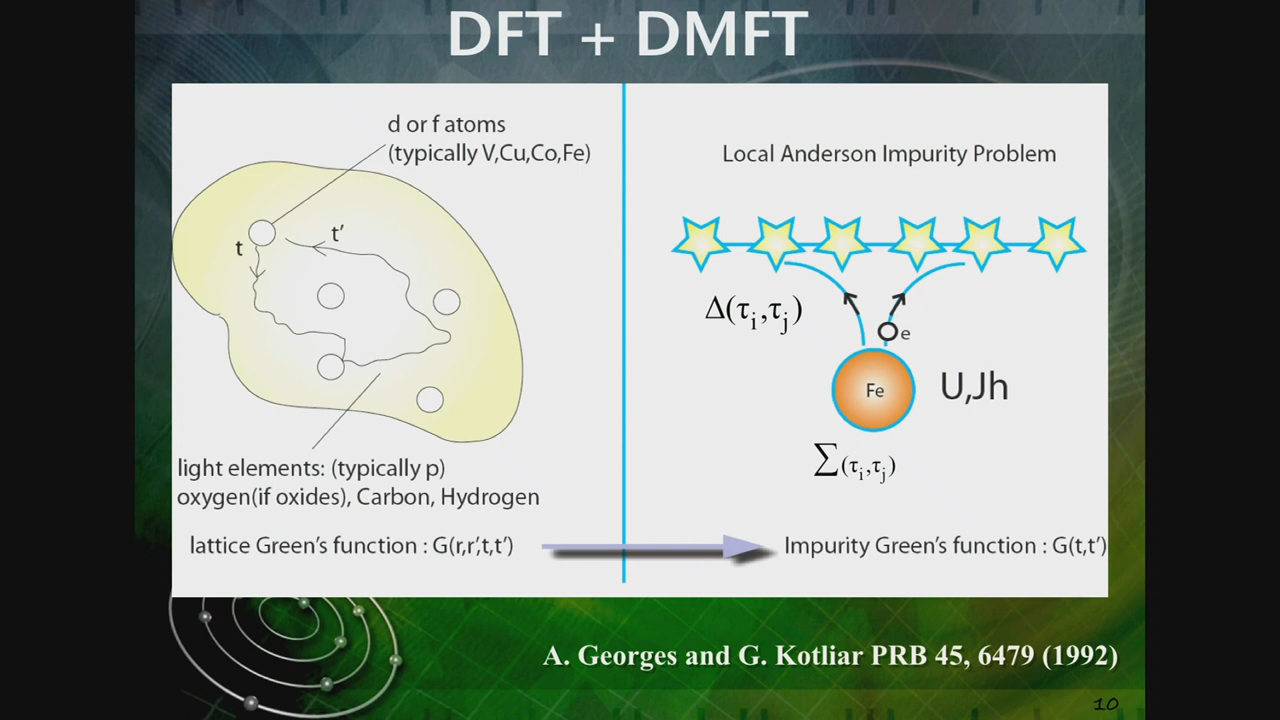 DFT + DMFT
d or f atoms
(typically V,Cu,Co,Fe)
t
t′
light elements: (typically p)
oxygen(if oxides), Carbon, Hydrogen
lattice Green's function : G(r,r',t,t')
Local Anderson Impurity Problem
Δ(τi,τj)
e
Fe
U,Jh
∑(τi,τj)
Impurity Green's function : G(t,t')
A. Georges and G. Kotliar PRB 45, 6479 (1992)
10